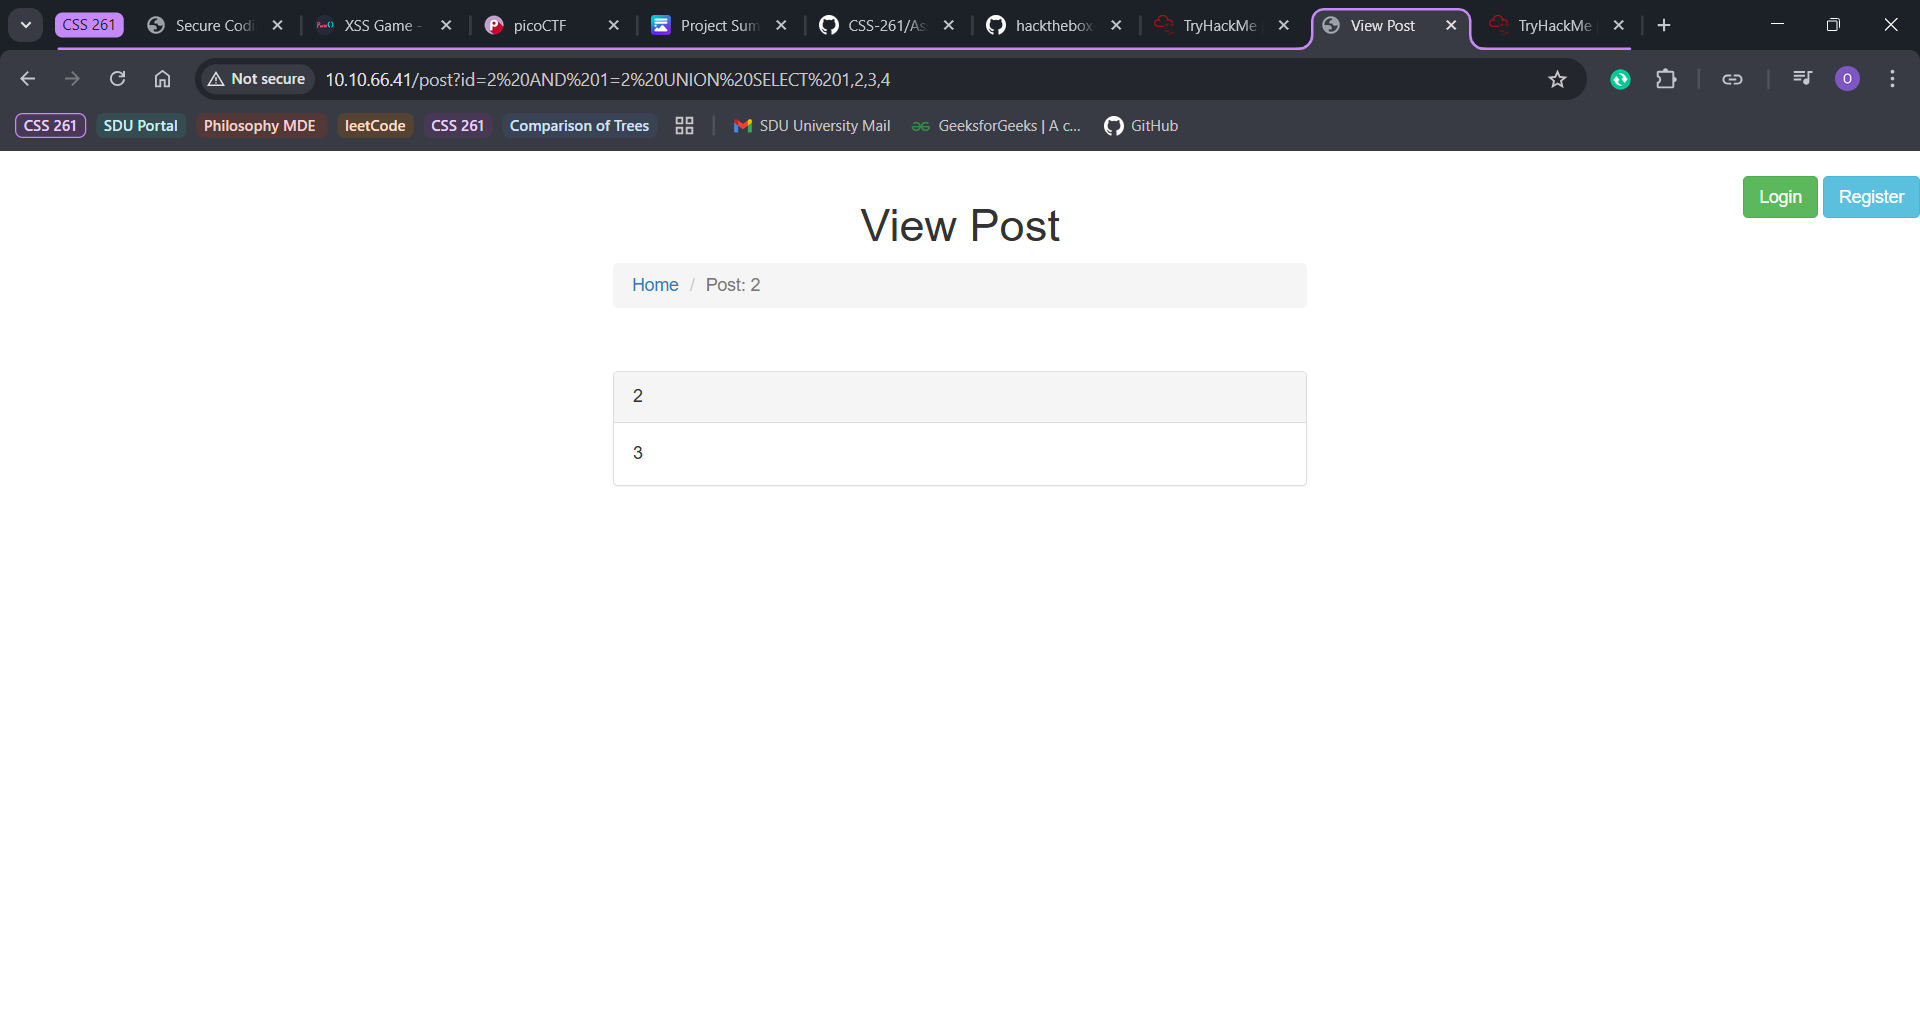 CSS 261 Secure Codi XSS Game - picoCTF Project Sum CSS-261/As hackthebox TryHackMe View Post TryHackMe
Not secure 10.10.66.41/post?id=2%20AND%201=2%20UNION%20SELECT%201,2,3,4 O
CSS 261 SDU Portal Philosophy MDE leetCode CSS 261 Comparison of Trees SDU University Mail GeeksforGeeks | A c... GitHub
Login Register
View Post
Home / Post: 2
2
3